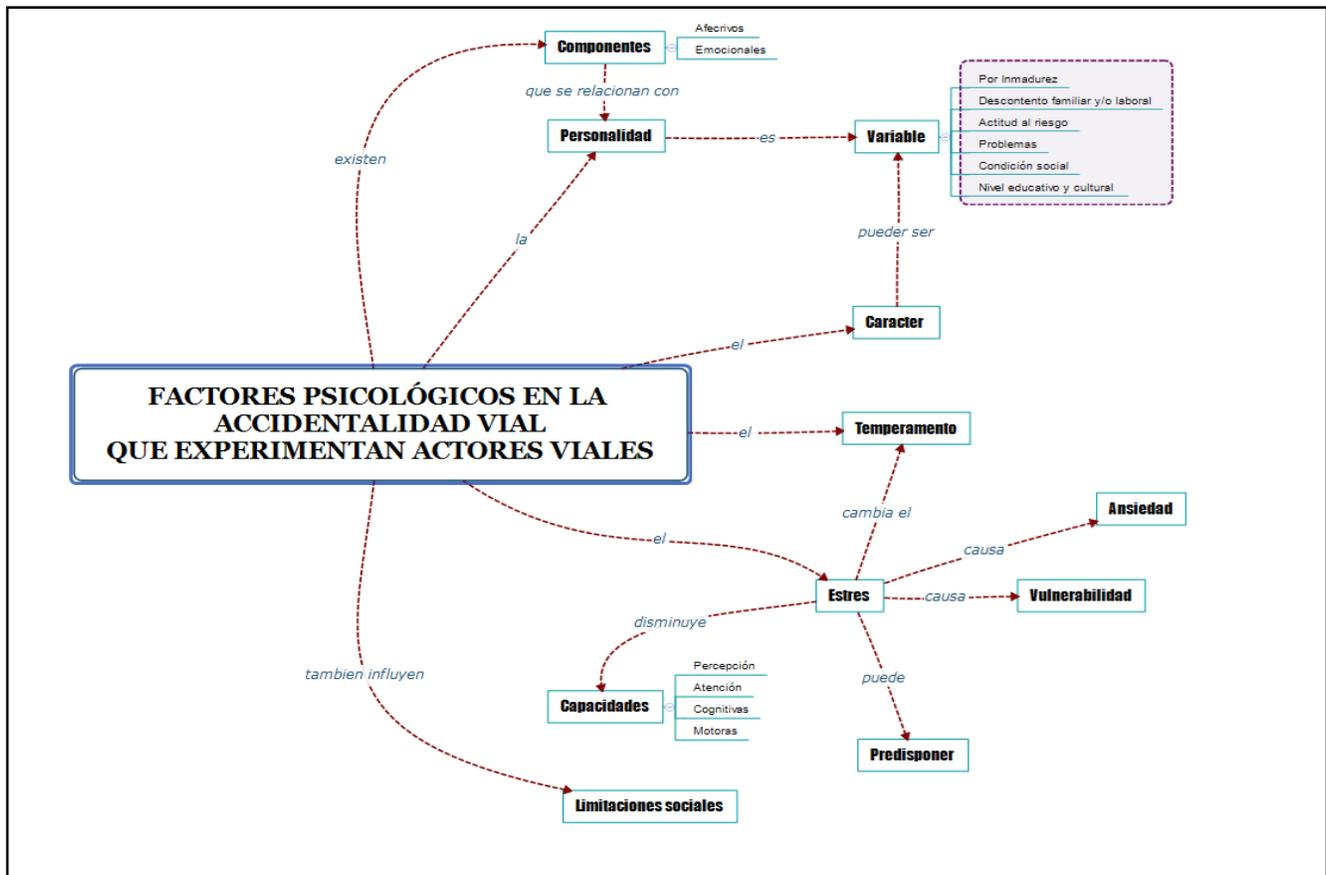 Componentes
Afecrivos
Emocionales
que se relacionan con
Personalidad
es
Variable
Por Inmadurez
Descontento familiar y/o laboral
Actitud al riesgo
Problemas
Condición social
Nivel educativo y cultural
existen
la
pueder ser
Caracter
el
FACTORES PSICOLÓGICOS EN LA
ACCIDENTALIDAD VIAL
QUE EXPERIMENTAN ACTORES VIALES
el
Temperamento
cambia el
Ansiedad
el
causa
Estres
causa
Vulnerabilidad
disminuye
tambien influyen
puede
Capacidades
Percepción
Atención
Cognitivas
Motoras
Predisponer
Limitaciones sociales